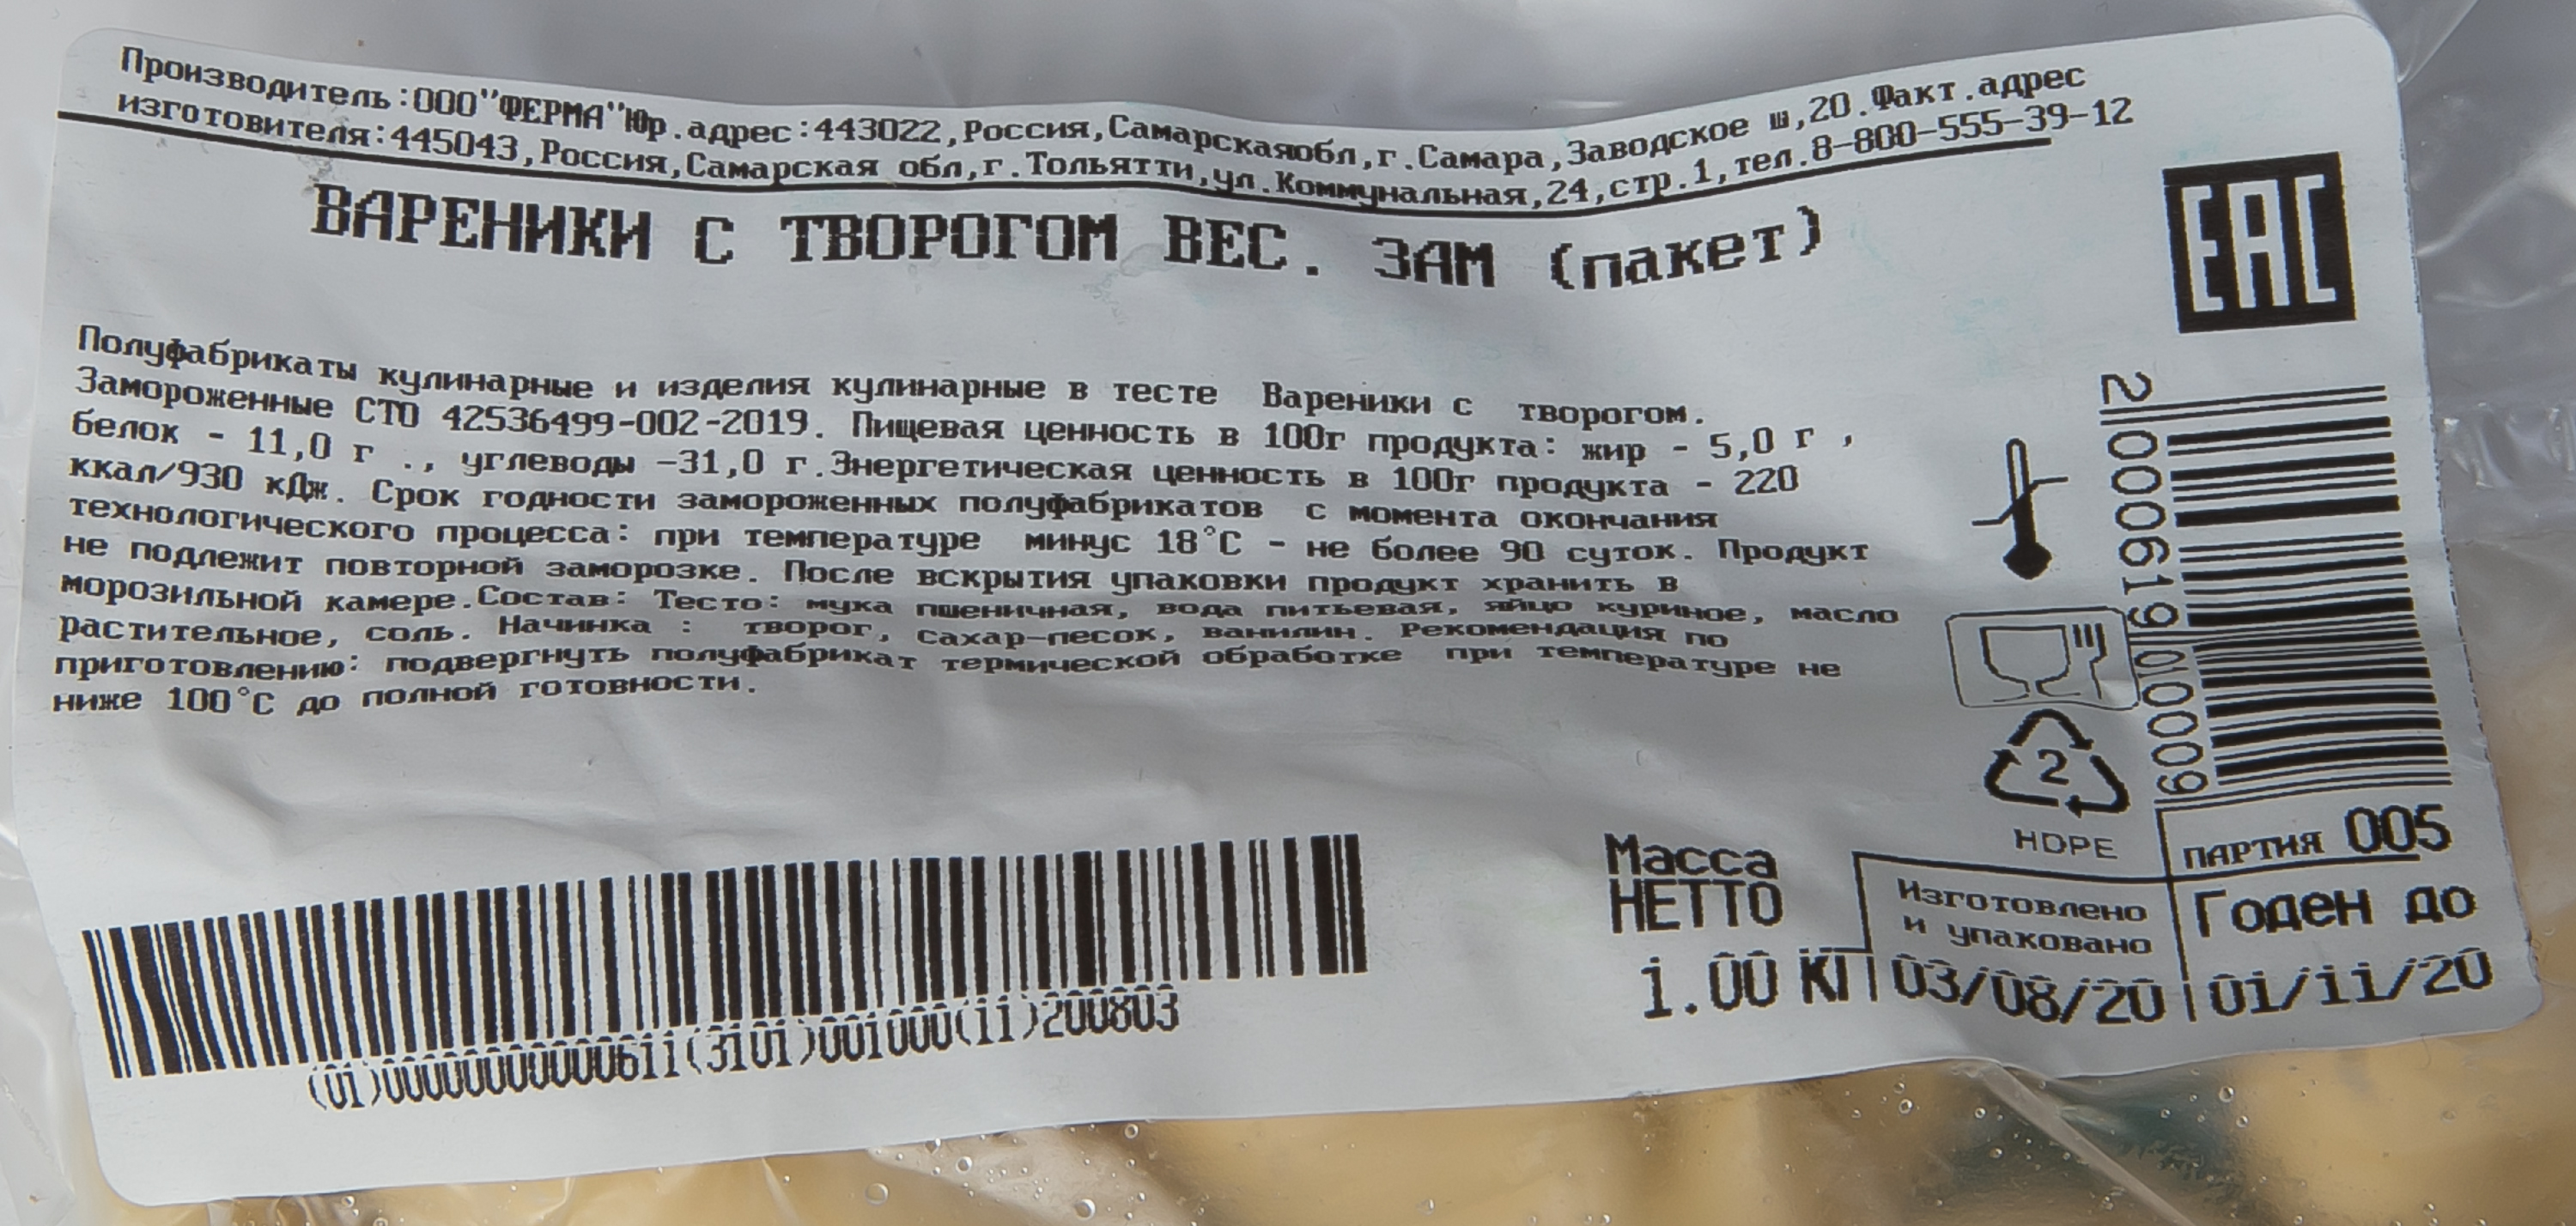 Производитель:ООО"ФЕРМА"Юр.адрес:443022,Россия,Самарскаяобл,г.Самара,Заводское ш,20.Факт.адрес
изготовителя:445043,Россия,Самарская обл,г.Тольятти,ул.Коммунальная,24,стр.1,тел.8-800-555-39-12
ВАРЕНИКИ С ТВОРОГОМ ВЕС. ЗАМ (пакет)
EAC
Полуфабрикаты кулинарные и изделия кулинарные в тесте Вареники с творогом.
Замороженные СТО 42536499-002-2019. Пищевая ценность в 100г продукта: жир - 5,0 г ,
белок - 11,0 г ., углеводы -31,0 г.Энергетическая ценность в 100г продукта - 220
ккал/930 кДж. Срок годности замороженных полуфабрикатов с момента окончания
технологического процесса: при температуре минус 18°С - не более 90 суток. Продукт
не подлежит повторной заморозке. После вскрытия упаковки продукт хранить в
морозильной камере.Состав: Тесто: мука пшеничная, вода питьевая, яйцо куриное, масло
растительное, соль. Начинка : творог, сахар-песок, ванилин. Рекомендация по
приготовлению: подвергнуть полуфабрикат термической обработке при температуре не
ниже 100°С до полной готовности.
2 000619 010009
2
HDPE
ПАРТИЯ 005
Масса
НЕТТО
1.00 КГ
Изготовлено
и упаковано
03/08/20
Годен до
01/11/20
(01)00000000000611(3101)001000(11)200803